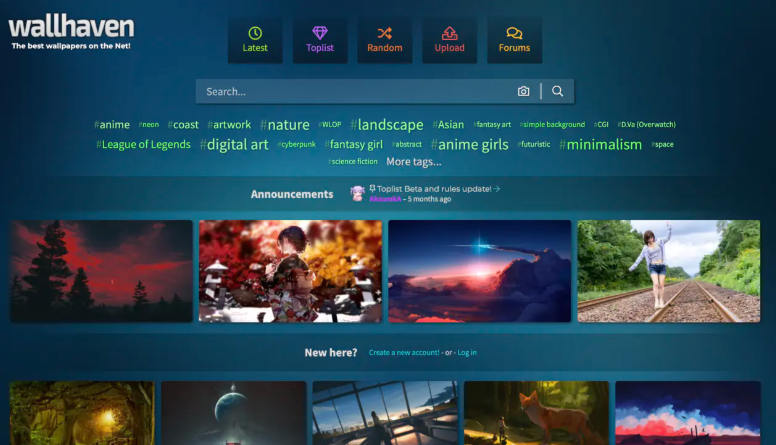 wallhaven
The best wallpapers on the Net!
Latest
Toplist
Random
Upload
Forums
Search...
#anime #neon #coast #artwork #nature #WLOP #landscape #Asian #fantasy art #simple background #CGI #D.Va (Overwatch)
#League of Legends #digital art #cyberpunk #fantasy girl #abstract #anime girls #futuristic #minimalism #space
#science fiction More tags...
Announcements
Toplist Beta and rules update!
AksumkA - 5 months ago
New here? Create a new account! - or - Log in